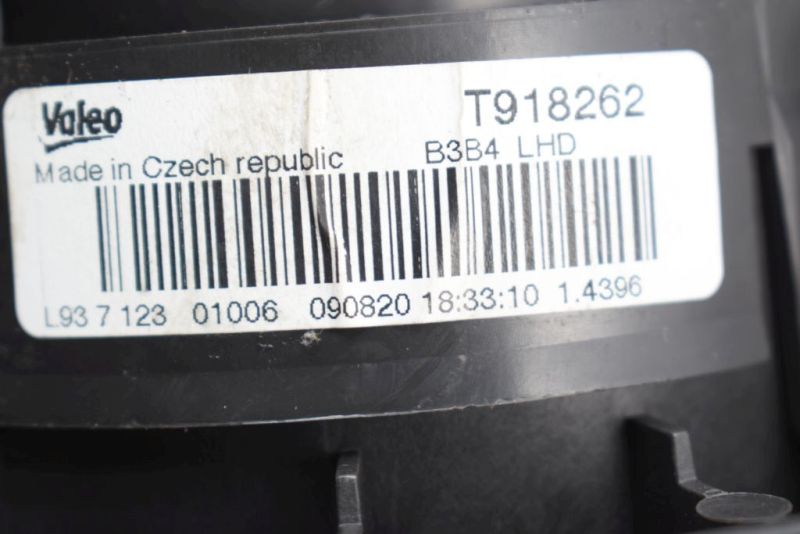 Valeo T918262
Made in Czech republic B3B4 LHD
L93 7 123 01006 090820 18:33:10 1.4396